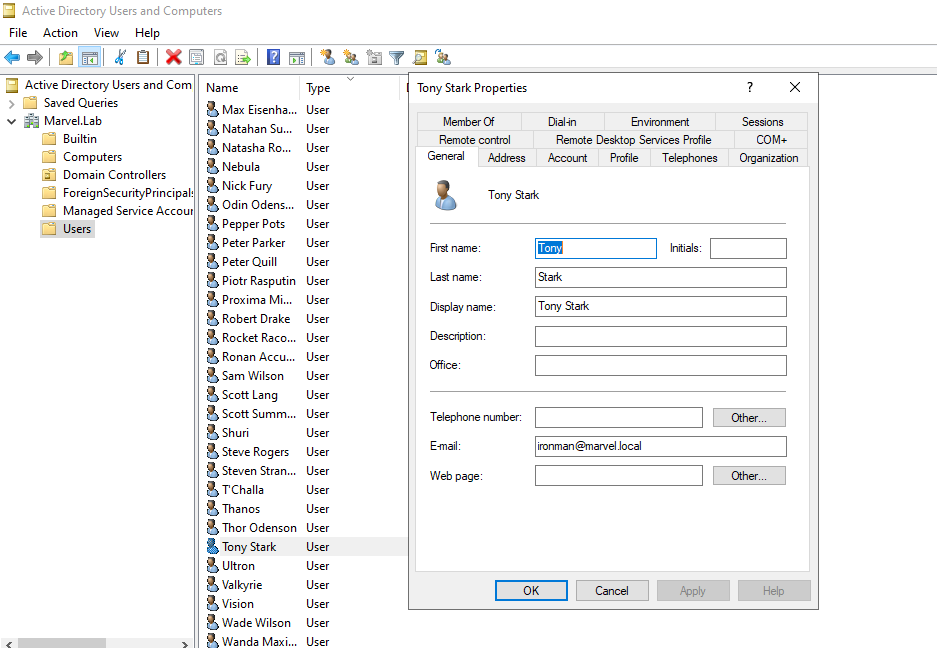 Active Directory Users and Computers
File Action View Help
Active Directory Users and Com
Saved Queries
Marvel.Lab
Builtin
Computers
Domain Controllers
ForeignSecurityPrincipals
Managed Service Accour
Users
Name Type
Max Eisenha... User
Natahan Su... User
Natasha Ro... User
Nebula User
Nick Fury User
Odin Odens... User
Pepper Pots User
Peter Parker User
Peter Quill User
Piotr Rasputin User
Proxima Mi... User
Robert Drake User
Rocket Raco... User
Ronan Accu... User
Sam Wilson User
Scott Lang User
Scott Summ... User
Shuri User
Steve Rogers User
Steven Stran... User
T'Challa User
Thanos User
Thor Odenson User
Tony Stark User
Ultron User
Valkyrie User
Vision User
Wade Wilson User
Wanda Maxi... User
Tony Stark Properties
Member Of Dial-in Environment Sessions
Remote control Remote Desktop Services Profile COM+
General Address Account Profile Telephones Organization
Tony Stark
First name: Tony Initials:
Last name: Stark
Display name: Tony Stark
Description:
Office:
Telephone number: Other...
E-mail: ironman@marvel.local
Web page: Other...
OK Cancel Apply Help